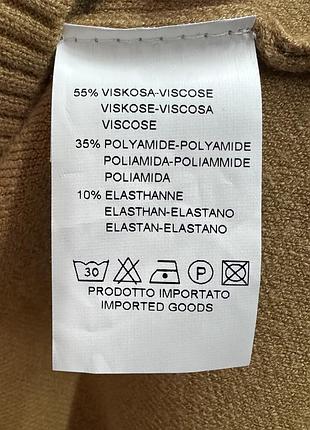 55% VISKOSA-VISCOSE
VISKOSE-VISCOSA
VISCOSE
35% POLYAMIDE-POLYAMIDE
POLIAMIDA-POLIAMMIDE
POLIAMIDA
10% ELASTHANNE
ELASTHAN-ELASTANO
ELASTAN-ELASTANO
30 P
PRODOTTO IMPORTATO
IMPORTED GOODS